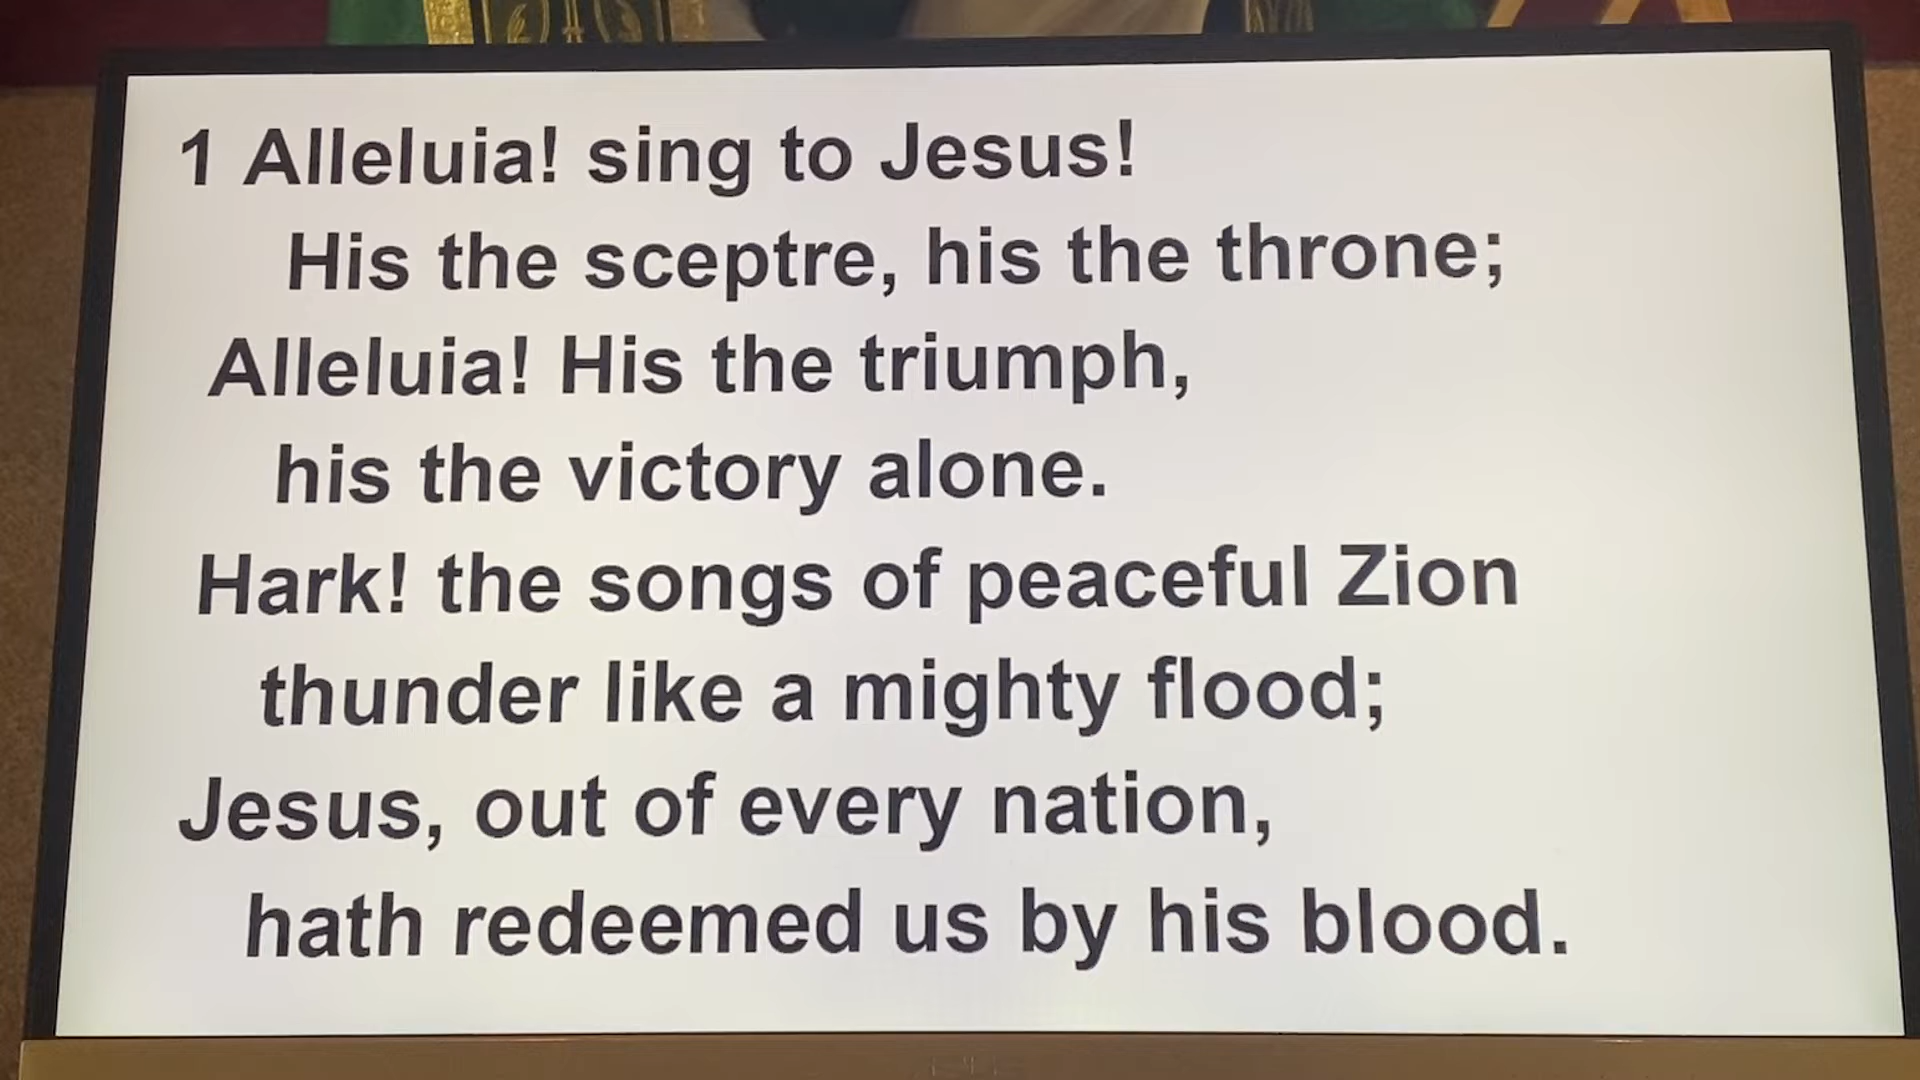 1 Alleluia! sing to Jesus!
His the sceptre, his the throne;
Alleluia! His the triumph,
his the victory alone.
Hark! the songs of peaceful Zion
thunder like a mighty flood;
Jesus, out of every nation,
hath redeemed us by his blood.